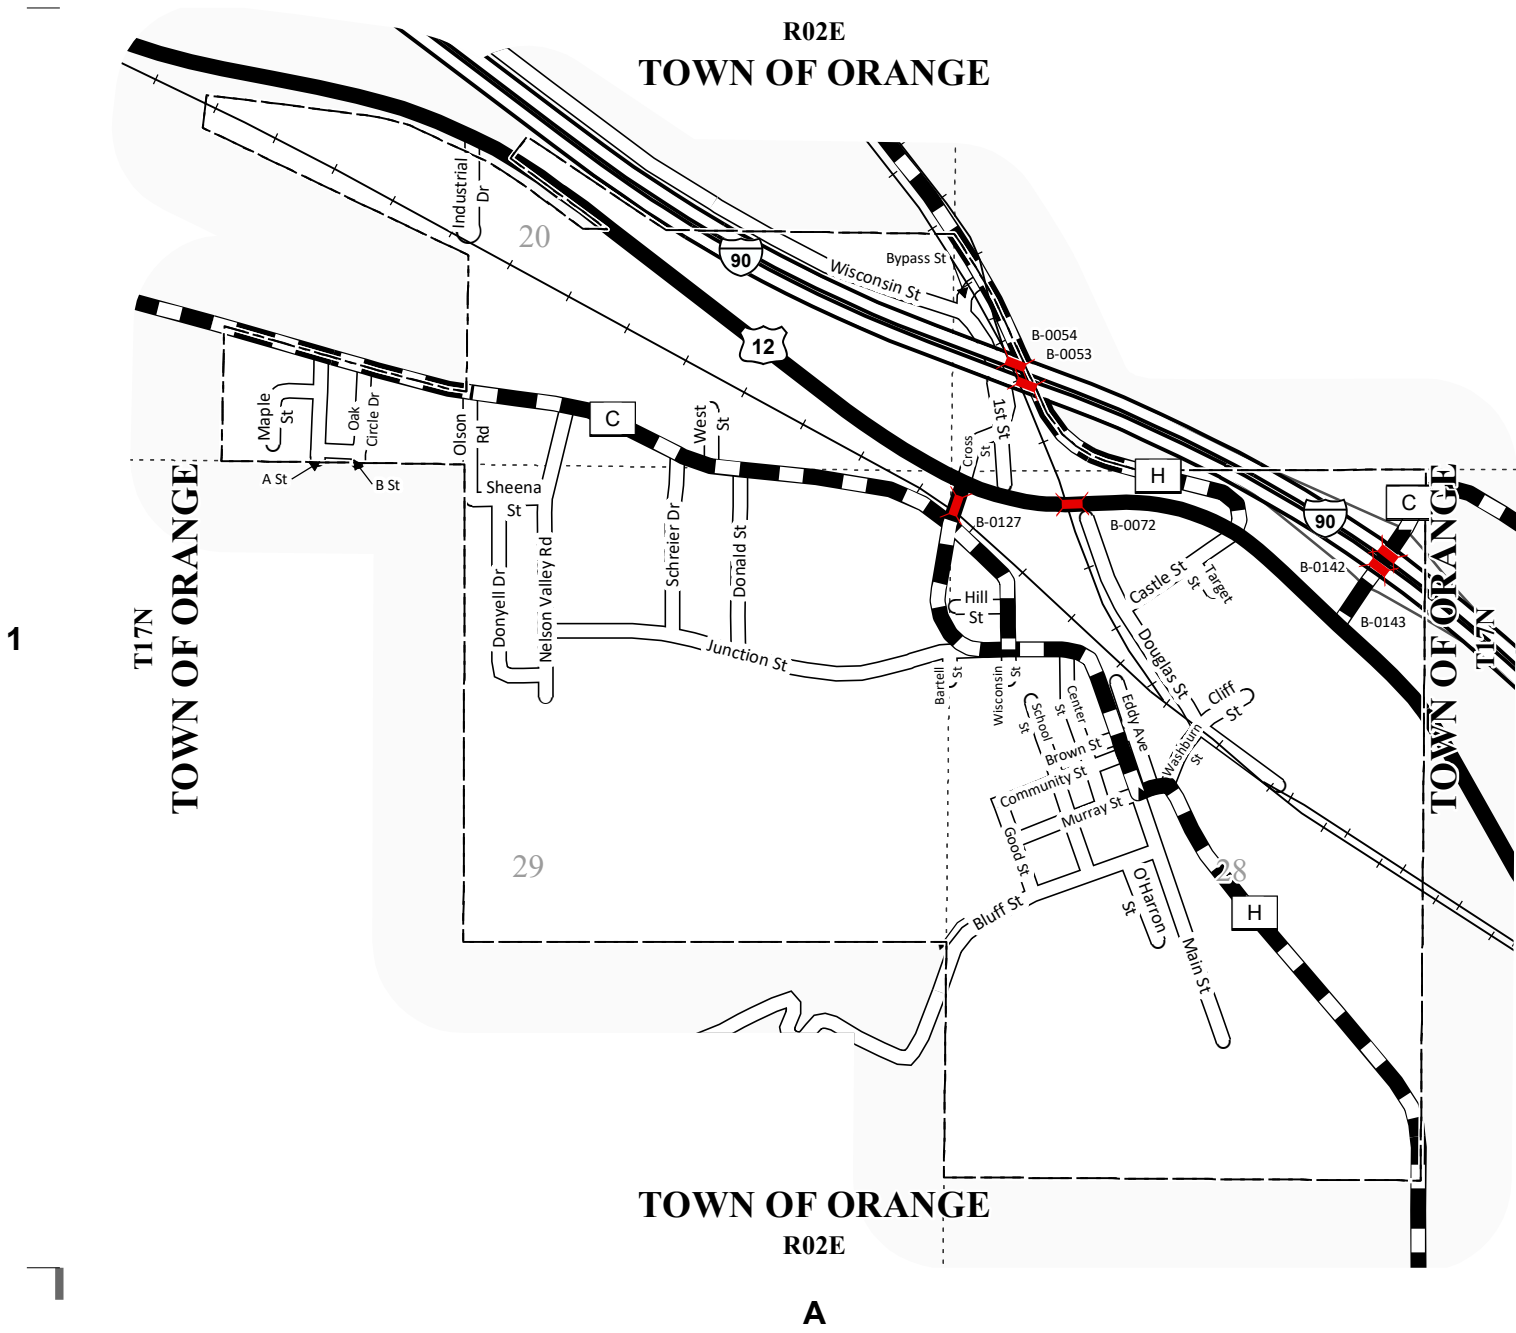 R02E
TOWN OF ORANGE
Industrial
Dr
20
90
Wisconsin St
Bypass St
B-0054
B-0053
12
Maple
St
Oak
Circle Dr
Olson
Rd
C
West
St
1st St
Cross
St
H
C
90
A St
B St
Sheena
St
B-0127
B-0072
B-0142
B-0143
Donyell Dr
Nelson Valley Rd
Schreier Dr
Donald St
Junction St
Hill
St
Castle St
Target
St
Douglas St
1
T17N
TOWN OF ORANGE
TOWN OF ORANGE
T17N
Bartell
St
Wisconsin
St
School
St
Center
St
Eddy Ave
Cliff
St
Washburn
St
Brown St
Community St
Murray St
Good St
29
28
H
Bluff St
O'Harron
St
Main St
TOWN OF ORANGE
R02E
A